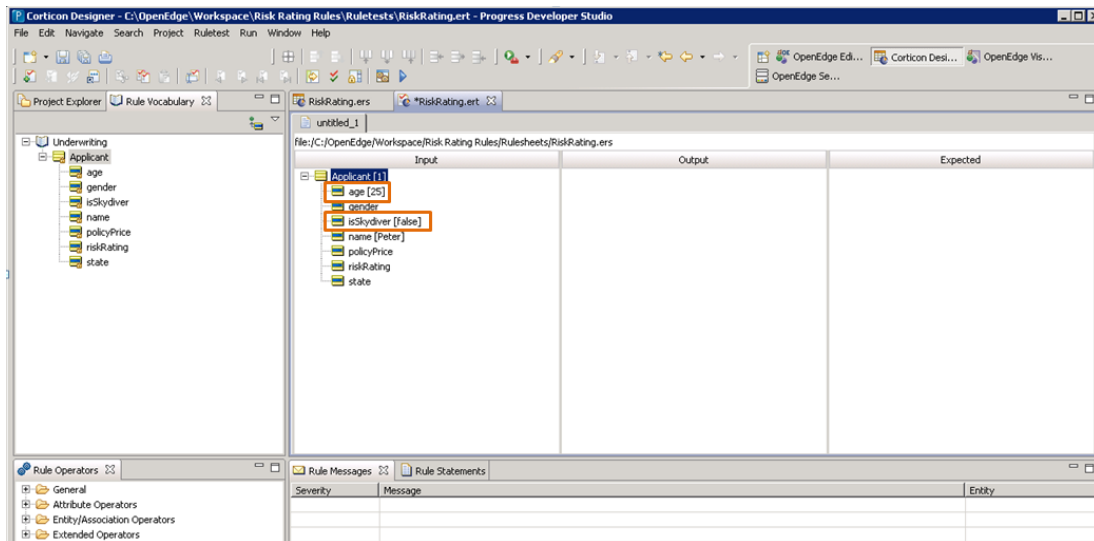 Corticon Designer - C:\OpenEdge\Workspace\Risk Rating Rules\Ruletests\RiskRating.ert - Progress Developer Studio
File Edit Navigate Search Project Ruletest Run Window Help
OpenEdge Edi... Corticon Desi... OpenEdge Vis...
OpenEdge Se...
Project Explorer Rule Vocabulary
Underwriting
Applicant
age
gender
isSkydiver
name
policyPrice
riskRating
state
RiskRating.ers *RiskRating.ert
untitled_1
file:/C:/OpenEdge/Workspace/Risk Rating Rules/Rulesheets/RiskRating.ers
Input Output Expected
Applicant [1]
age [25]
gender
isSkydiver [false]
name [Peter]
policyPrice
riskRating
state
Rule Operators
General
Attribute Operators
Entity/Association Operators
Extended Operators
Rule Messages Rule Statements
Severity Message Entity